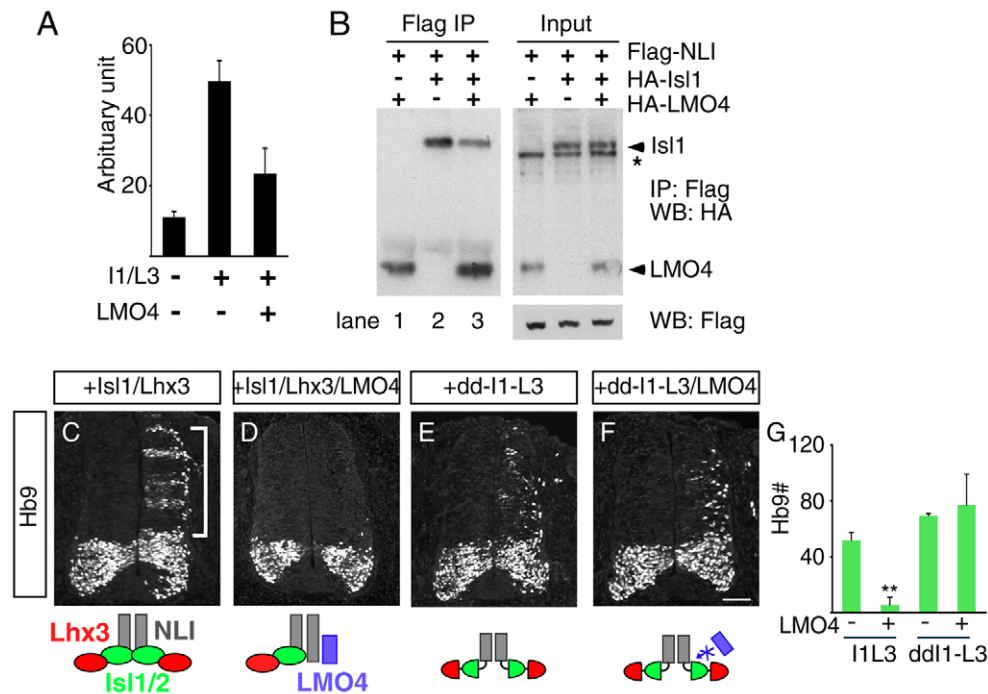 A
Arbituary unit
60
40
20
I1/L3 - + +
LMO4 - - +
B
Flag IP Input
+ + + + + + Flag-NLI
- + + - + + HA-Isl1
+ - + + - + HA-LMO4
Isl1
*
IP: Flag
WB: HA
LMO4
lane 1 2 3
WB: Flag
+Isl1/Lhx3
+Isl1/Lhx3/LMO4
+dd-I1-L3
+dd-I1-L3/LMO4
Hb9
C
D
E
F
Lhx3
NLI
Isl1/2
LMO4
G
Hb9#
120
80
40
**
LMO4 - + - +
I1L3 ddI1-L3